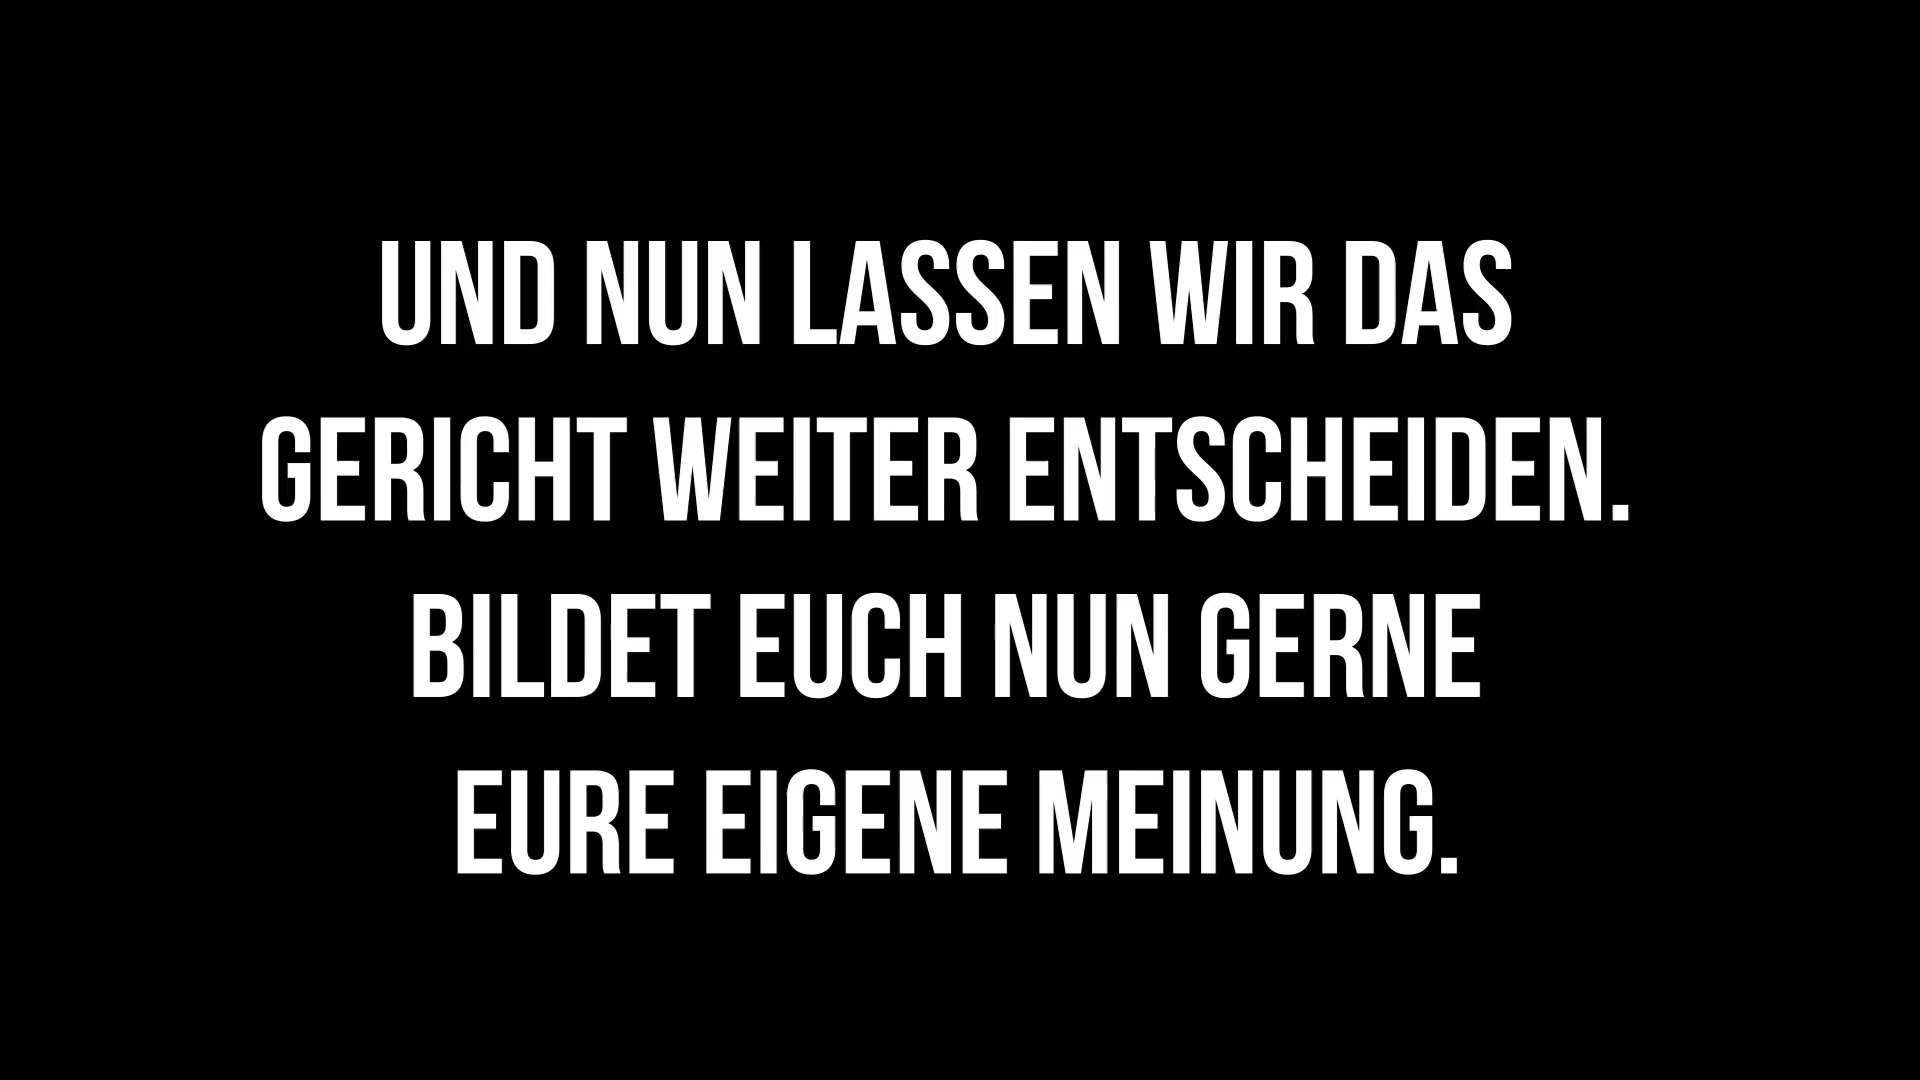 UND NUN LASSEN WIR DAS
GERICHT WEITER ENTSCHEIDEN.
BILDET EUCH NUN GERNE
EURE EIGENE MEINUNG.